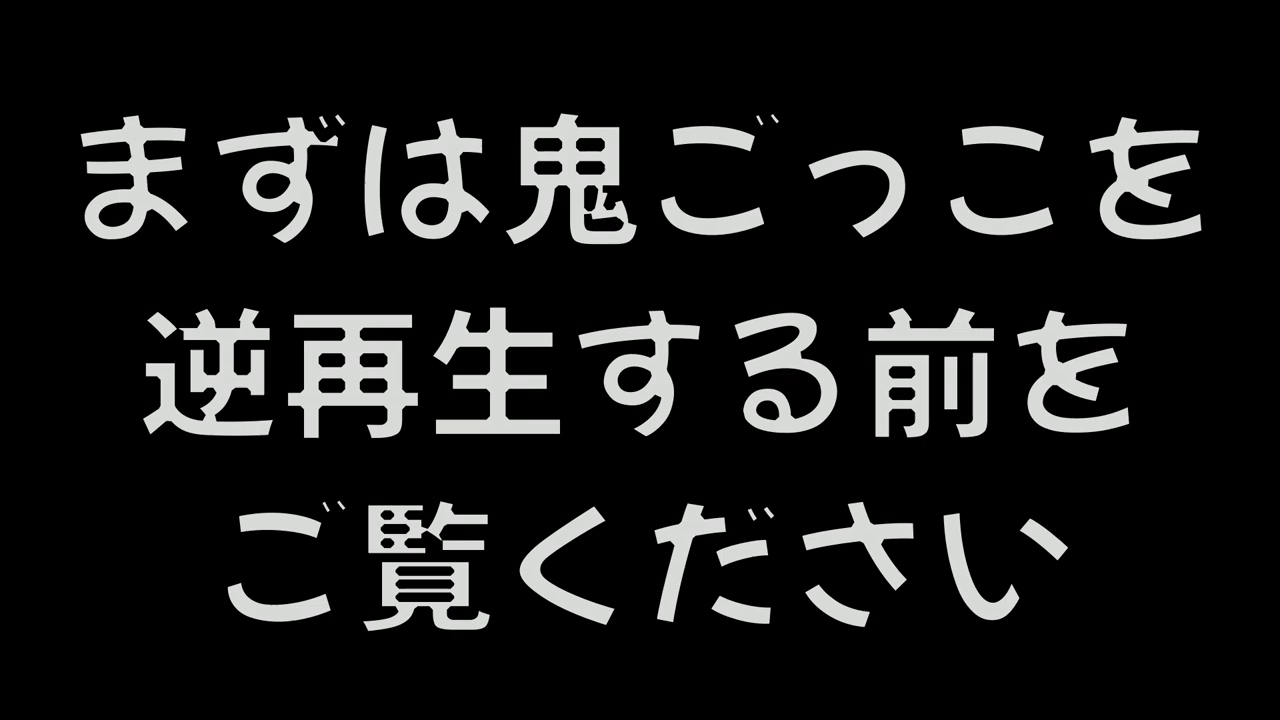 まずは鬼ごっこを
逆再生する前を
ご覧ください